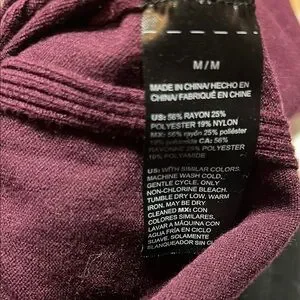 M / M
MADE IN CHINA/HECHO EN
CHINA/FABRIQUÉ EN CHINE
US: 56% RAYON 25%
POLYESTER 19% NYLON
MX: 56% rayón 25% poliéster
19% poliamida CA: 56%
RAYONNE 25% POLYESTER
19% POLYAMIDE
US: WITH SIMILAR COLORS.
MACHINE WASH COLD,
GENTLE CYCLE. ONLY
NON-CHLORINE BLEACH.
TUMBLE DRY LOW, WARM
IRON. MAY BE DRY
CLEANED MX: CON
COLORES SIMILARES.
LAVAR A MÁQUINA CON
AGUA FRÍA EN CICLO
SUAVE. SOLAMENTE
BLANQUEADOR SIN